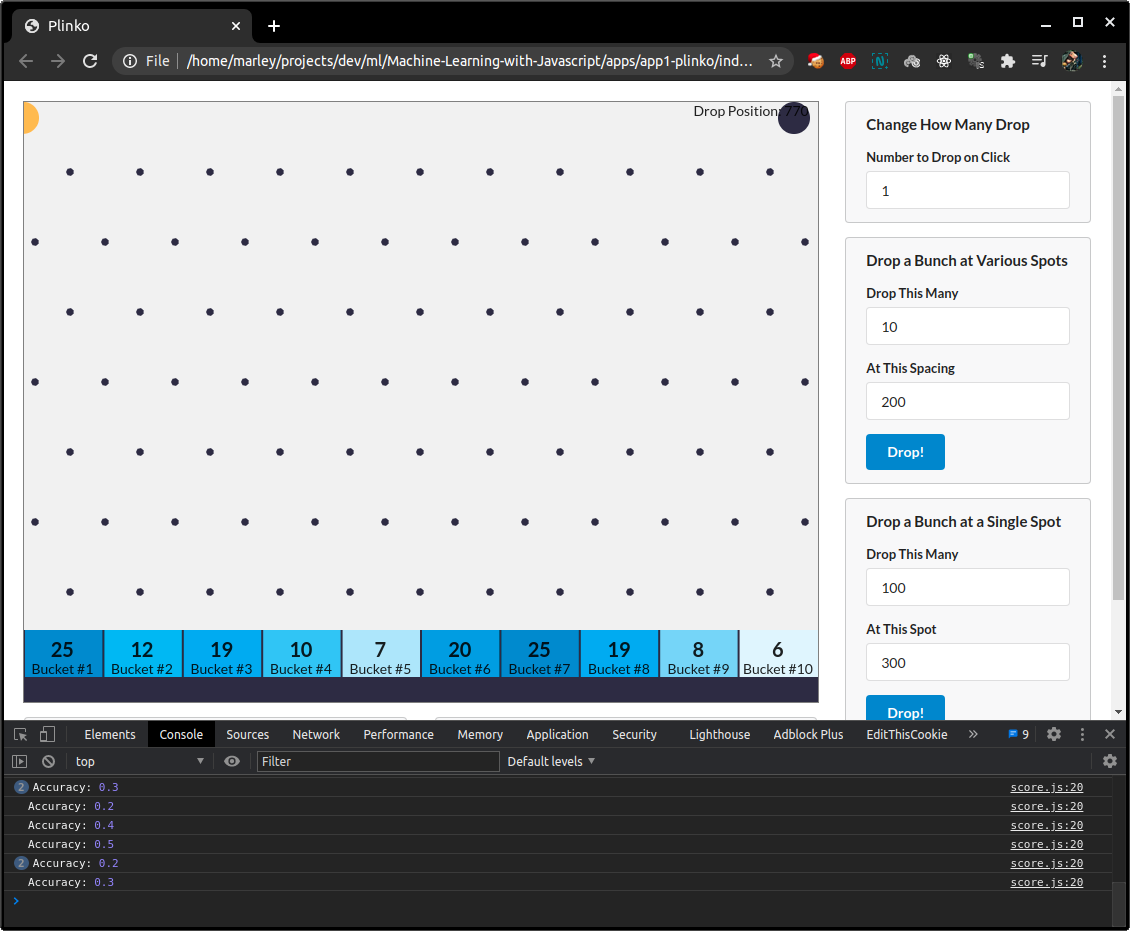 Plinko
File /home/marley/projects/dev/ml/Machine-Learning-with-Javascript/apps/app1-plinko/ind…
ABP
N
Drop Position: 770
25 12 19 10 7 20 25 19 8 6
Bucket #1 Bucket #2 Bucket #3 Bucket #4 Bucket #5 Bucket #6 Bucket #7 Bucket #8 Bucket #9 Bucket #10
Change How Many Drop
Number to Drop on Click
1
Drop a Bunch at Various Spots
Drop This Many
10
At This Spacing
200
Drop!
Drop a Bunch at a Single Spot
Drop This Many
100
At This Spot
300
Drop!
Elements Console Sources Network Performance Memory Application Security Lighthouse Adblock Plus EditThisCookie » 9
top Filter Default levels
2 Accuracy: 0.3 score.js:20
Accuracy: 0.2 score.js:20
Accuracy: 0.4 score.js:20
Accuracy: 0.5 score.js:20
2 Accuracy: 0.2 score.js:20
Accuracy: 0.3 score.js:20